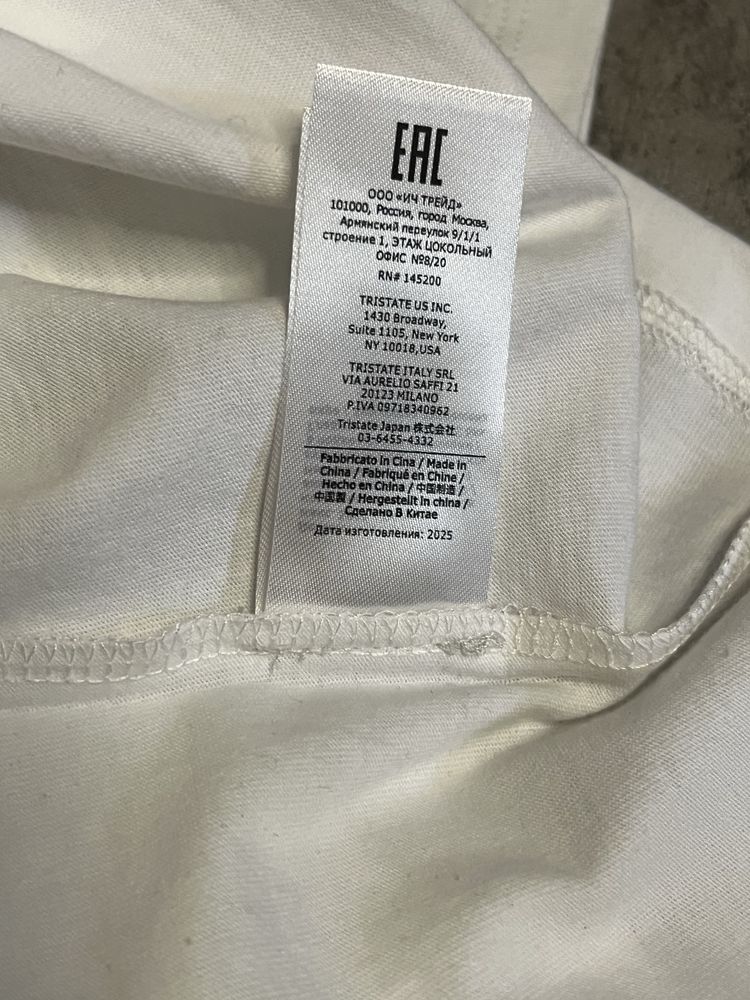 EAC
ООО «ИЧ ТРЕЙД»
101000, Россия, город Москва,
Армянский переулок 9/1/1
строение 1, ЭТАЖ ЦОКОЛЬНЫЙ
ОФИС №8/20
RN# 145200
TRISTATE US INC.
1430 Broadway,
Suite 1105, New York
NY 10018,USA
TRISTATE ITALY SRL
VIA AURELIO SAFFI 21
20123 MILANO
P.IVA 09718340962
Tristate Japan 株式会社
03-6455-4332
Fabbricato in Cina / Made in
China / Fabriqué en Chine /
Hecho en China / 中国制造 /
中国製 / Hergestellt in china /
Сделано В Китае
Дата изготовления: 2025